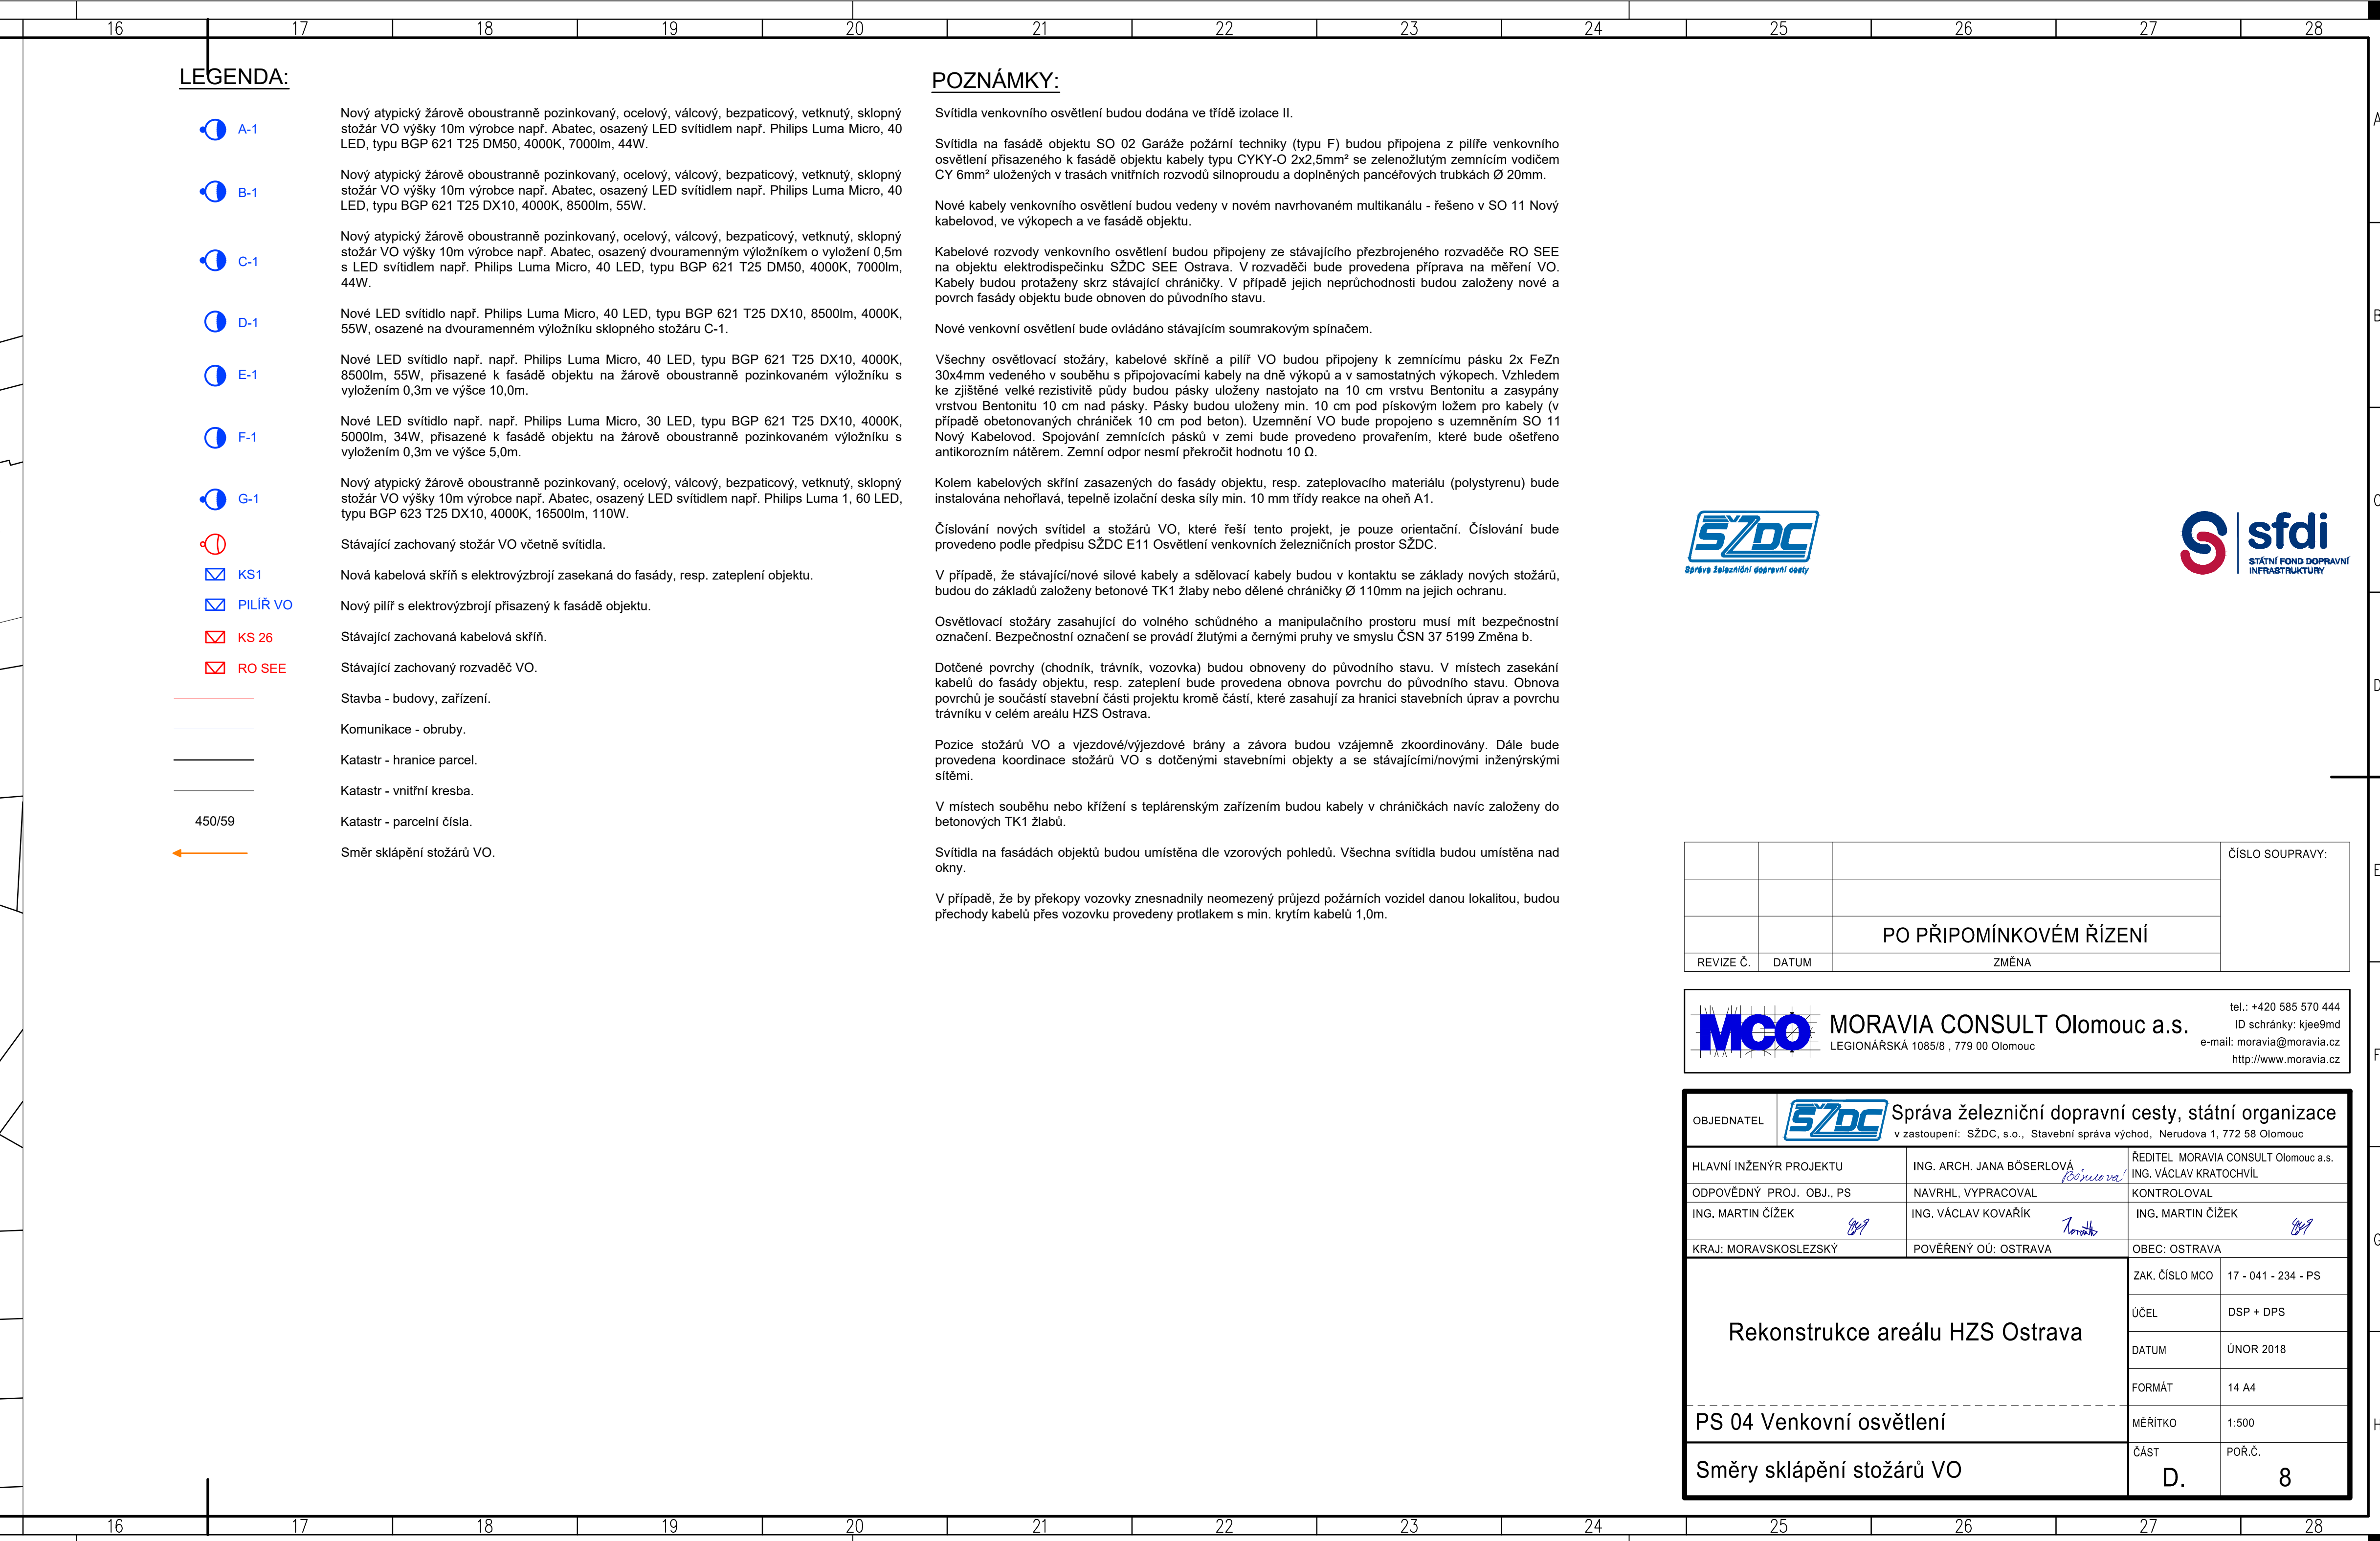 16 17 18 19 20 21 22 23 24 25 26 27 28
LEGENDA:
A-1
Nový atypický žárově oboustranně pozinkovaný, ocelový, válcový, bezpaticový, vetknutý, sklopný
stožár VO výšky 10m výrobce např. Abatec, osazený LED svítidlem např. Philips Luma Micro, 40
LED, typu BGP 621 T25 DM50, 4000K, 7000lm, 44W.
B-1
Nový atypický žárově oboustranně pozinkovaný, ocelový, válcový, bezpaticový, vetknutý, sklopný
stožár VO výšky 10m výrobce např. Abatec, osazený LED svítidlem např. Philips Luma Micro, 40
LED, typu BGP 621 T25 DX10, 4000K, 8500lm, 55W.
C-1
Nový atypický žárově oboustranně pozinkovaný, ocelový, válcový, bezpaticový, vetknutý, sklopný
stožár VO výšky 10m výrobce např. Abatec, osazený dvouramenným výložníkem o vyložení 0,5m
s LED svítidlem např. Philips Luma Micro, 40 LED, typu BGP 621 T25 DM50, 4000K, 7000lm,
44W.
D-1
Nové LED svítidlo např. Philips Luma Micro, 40 LED, typu BGP 621 T25 DX10, 8500lm, 4000K,
55W, osazené na dvouramenném výložníku sklopného stožáru C-1.
E-1
Nové LED svítidlo např. např. Philips Luma Micro, 40 LED, typu BGP 621 T25 DX10, 4000K,
8500lm, 55W, přisazené k fasádě objektu na žárově oboustranně pozinkovaném výložníku s
vyložením 0,3m ve výšce 10,0m.
F-1
Nové LED svítidlo např. např. Philips Luma Micro, 30 LED, typu BGP 621 T25 DX10, 4000K,
5000lm, 34W, přisazené k fasádě objektu na žárově oboustranně pozinkovaném výložníku s
vyložením 0,3m ve výšce 5,0m.
G-1
Nový atypický žárově oboustranně pozinkovaný, ocelový, válcový, bezpaticový, vetknutý, sklopný
stožár VO výšky 10m výrobce např. Abatec, osazený LED svítidlem např. Philips Luma 1, 60 LED,
typu BGP 623 T25 DX10, 4000K, 16500lm, 110W.
Stávající zachovaný stožár VO včetně svítidla.
KS1
Nová kabelová skříň s elektrovýzbrojí zasekaná do fasády, resp. zateplení objektu.
PILÍŘ VO
Nový pilíř s elektrovýzbrojí přisazený k fasádě objektu.
KS 26
Stávající zachovaná kabelová skříň.
RO SEE
Stávající zachovaný rozvaděč VO.
Stavba - budovy, zařízení.
Komunikace - obruby.
Katastr - hranice parcel.
Katastr - vnitřní kresba.
450/59
Katastr - parcelní čísla.
Směr sklápění stožárů VO.
POZNÁMKY:
Svítidla venkovního osvětlení budou dodána ve třídě izolace II.
Svítidla na fasádě objektu SO 02 Garáže požární techniky (typu F) budou připojena z pilíře venkovního
osvětlení přisazeného k fasádě objektu kabely typu CYKY-O 2x2,5mm² se zelenožlutým zemnícím vodičem
CY 6mm² uložených v trasách vnitřních rozvodů silnoproudu a doplněných pancéřových trubkách Ø 20mm.
Nové kabely venkovního osvětlení budou vedeny v novém navrhovaném multikanálu - řešeno v SO 11 Nový
kabelovod, ve výkopech a ve fasádě objektu.
Kabelové rozvody venkovního osvětlení budou připojeny ze stávajícího přezbrojeného rozvaděče RO SEE
na objektu elektrodispečinku SŽDC SEE Ostrava. V rozvaděči bude provedena příprava na měření VO.
Kabely budou protaženy skrz stávající chráničky. V případě jejich neprůchodnosti budou založeny nové a
povrch fasády objektu bude obnoven do původního stavu.
Nové venkovní osvětlení bude ovládáno stávajícím soumrakovým spínačem.
Všechny osvětlovací stožáry, kabelové skříně a pilíř VO budou připojeny k zemnícímu pásku 2x FeZn
30x4mm vedeného v souběhu s připojovacími kabely na dně výkopů a v samostatných výkopech. Vzhledem
ke zjištěné velké rezistivitě půdy budou pásky uloženy nastojato na 10 cm vrstvu Bentonitu a zasypány
vrstvou Bentonitu 10 cm nad pásky. Pásky budou uloženy min. 10 cm pod pískovým ložem pro kabely (v
případě obetonovaných chrániček 10 cm pod beton). Uzemnění VO bude propojeno s uzemněním SO 11
Nový Kabelovod. Spojování zemnících pásků v zemi bude provedeno provařením, které bude ošetřeno
antikorozním nátěrem. Zemní odpor nesmí překročit hodnotu 10 Ω.
Kolem kabelových skříní zasazených do fasády objektu, resp. zateplovacího materiálu (polystyrenu) bude
instalována nehořlavá, tepelně izolační deska síly min. 10 mm třídy reakce na oheň A1.
Číslování nových svítidel a stožárů VO, které řeší tento projekt, je pouze orientační. Číslování bude
provedeno podle předpisu SŽDC E11 Osvětlení venkovních železničních prostor SŽDC.
V případě, že stávající/nové silové kabely a sdělovací kabely budou v kontaktu se základy nových stožárů,
budou do základů založeny betonové TK1 žlaby nebo dělené chráničky Ø 110mm na jejich ochranu.
Osvětlovací stožáry zasahující do volného schůdného a manipulačního prostoru musí mít bezpečnostní
označení. Bezpečnostní označení se provádí žlutými a černými pruhy ve smyslu ČSN 37 5199 Změna b.
Dotčené povrchy (chodník, trávník, vozovka) budou obnoveny do původního stavu. V místech zasekání
kabelů do fasády objektu, resp. zateplení bude provedena obnova povrchu do původního stavu. Obnova
povrchů je součástí stavební části projektu kromě částí, které zasahují za hranici stavebních úprav a povrchu
trávníku v celém areálu HZS Ostrava.
Pozice stožárů VO a vjezdové/výjezdové brány a závora budou vzájemně zkoordinovány. Dále bude
provedena koordinace stožárů VO s dotčenými stavebními objekty a se stávajícími/novými inženýrskými
sítěmi.
V místech souběhu nebo křížení s teplárenským zařízením budou kabely v chráničkách navíc založeny do
betonových TK1 žlabů.
Svítidla na fasádách objektů budou umístěna dle vzorových pohledů. Všechna svítidla budou umístěna nad
okny.
V případě, že by překopy vozovky znesnadnily neomezený průjezd požárních vozidel danou lokalitou, budou
přechody kabelů přes vozovku provedeny protlakem s min. krytím kabelů 1,0m.
SŽDC
Správa železniční dopravní cesty
sfdi
STÁTNÍ FOND DOPRAVNÍ
INFRASTRUKTURY
ČÍSLO SOUPRAVY:
PO PŘIPOMÍNKOVÉM ŘÍZENÍ
REVIZE Č. DATUM ZMĚNA
MCO
MORAVIA CONSULT Olomouc a.s.
LEGIONÁŘSKÁ 1085/8 , 779 00 Olomouc
tel.: +420 585 570 444
ID schránky: kjee9md
e-mail: moravia@moravia.cz
http://www.moravia.cz
OBJEDNATEL
SŽDC
Správa železniční dopravní cesty, státní organizace
v zastoupení: SŽDC, s.o., Stavební správa východ, Nerudova 1, 772 58 Olomouc
HLAVNÍ INŽENÝR PROJEKTU
ING. ARCH. JANA BÖSERLOVÁ
ŘEDITEL MORAVIA CONSULT Olomouc a.s.
ING. VÁCLAV KRATOCHVÍL
ODPOVĚDNÝ PROJ. OBJ., PS
NAVRHL, VYPRACOVAL
KONTROLOVAL
ING. MARTIN ČÍŽEK
ING. VÁCLAV KOVAŘÍK
ING. MARTIN ČÍŽEK
KRAJ: MORAVSKOSLEZSKÝ
POVĚŘENÝ OÚ: OSTRAVA
OBEC: OSTRAVA
Rekonstrukce areálu HZS Ostrava
ZAK. ČÍSLO MCO 17 - 041 - 234 - PS
ÚČEL DSP + DPS
DATUM ÚNOR 2018
FORMÁT 14 A4
PS 04 Venkovní osvětlení
MĚŘÍTKO 1:500
Směry sklápění stožárů VO
ČÁST POŘ.Č.
D. 8
A
B
C
D
E
F
G
H
16 17 18 19 20 21 22 23 24 25 26 27 28